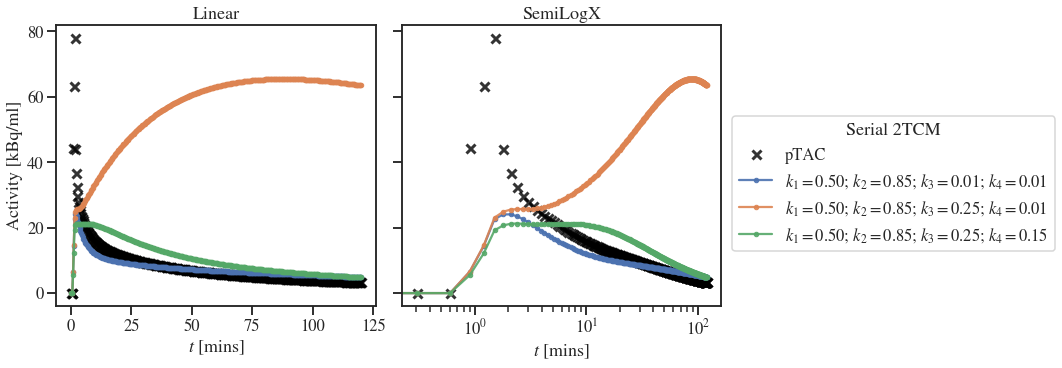 Linear
SemiLogX
Activity [kBq/ml]
80
60
40
20
0
0 25 50 75 100 125
t [mins]
10⁰ 10¹ 10²
t [mins]
Serial 2TCM
pTAC
k₁ = 0.50; k₂ = 0.85; k₃ = 0.01; k₄ = 0.01
k₁ = 0.50; k₂ = 0.85; k₃ = 0.25; k₄ = 0.01
k₁ = 0.50; k₂ = 0.85; k₃ = 0.25; k₄ = 0.15